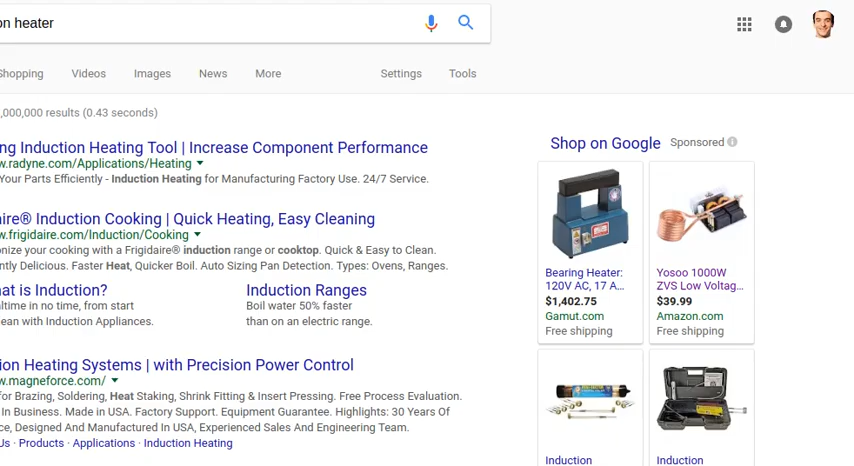 on heater
Shopping Videos Images News More Settings Tools
,000,000 results (0.43 seconds)
ng Induction Heating Tool | Increase Component Performance
w.radyne.com/Applications/Heating
Your Parts Efficiently - Induction Heating for Manufacturing Factory Use. 24/7 Service.
aire® Induction Cooking | Quick Heating, Easy Cleaning
w.frigidaire.com/Induction/Cooking
onize your cooking with a Frigidaire® induction range or cooktop. Quick & Easy to Clean.
ntly Delicious. Faster Heat, Quicker Boil. Auto Sizing Pan Detection. Types: Ovens, Ranges.
at is Induction?
altime in no time, from start
ean with Induction Appliances.
Induction Ranges
Boil water 50% faster
than on an electric range.
ion Heating Systems | with Precision Power Control
w.magneforce.com/
for Brazing, Soldering, Heat Staking, Shrink Fitting & Insert Pressing. Free Process Evaluation.
In Business. Made in USA. Factory Support. Equipment Guarantee. Highlights: 30 Years Of
ce, Designed And Manufactured In USA, Experienced Sales And Engineering Team.
Us · Products · Applications · Induction Heating
Shop on Google Sponsored
Bearing Heater:
120V AC, 17 A...
$1,402.75
Gamut.com
Free shipping
Yosoo 1000W
ZVS Low Voltag...
$39.99
Amazon.com
Free shipping
Induction
Induction